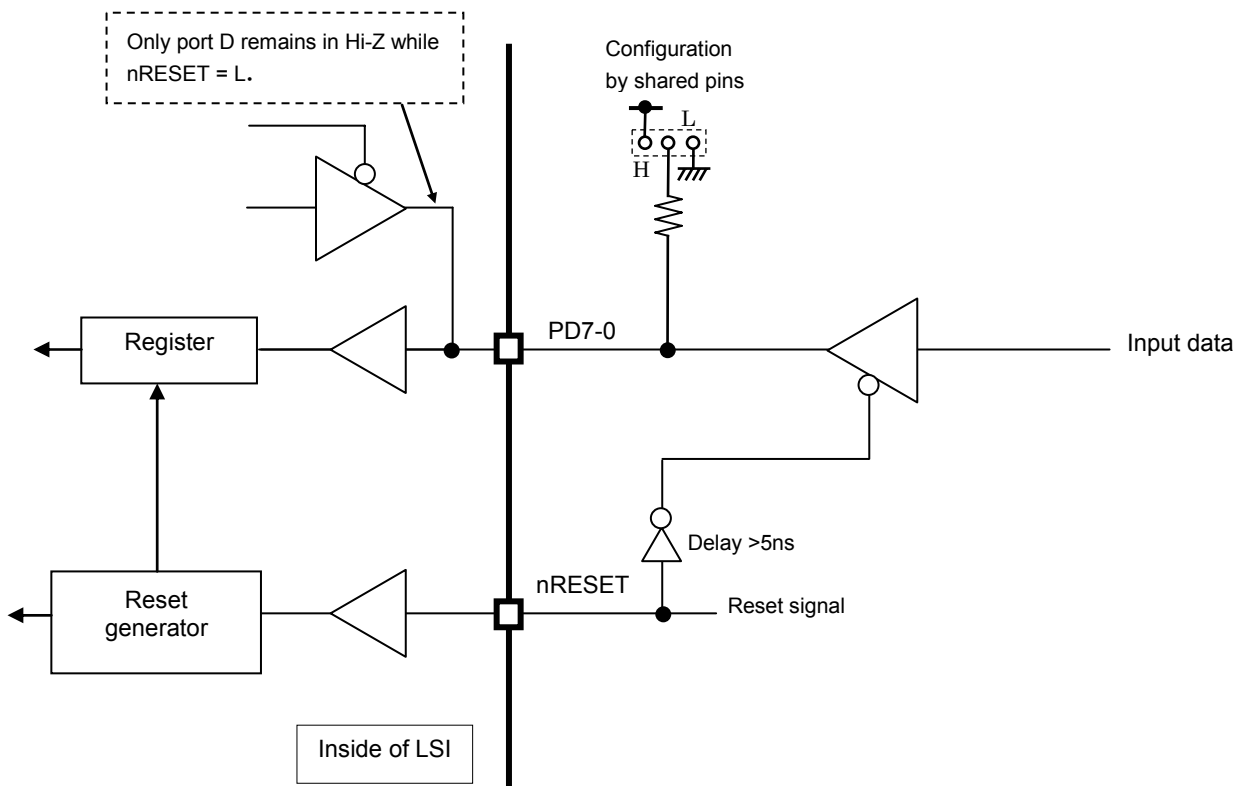 Only port D remains in Hi-Z while
nRESET = L.
Configuration
by shared pins
L
H
PD7-0
Register
Input data
Delay >5ns
nRESET
Reset signal
Reset
generator
Inside of LSI